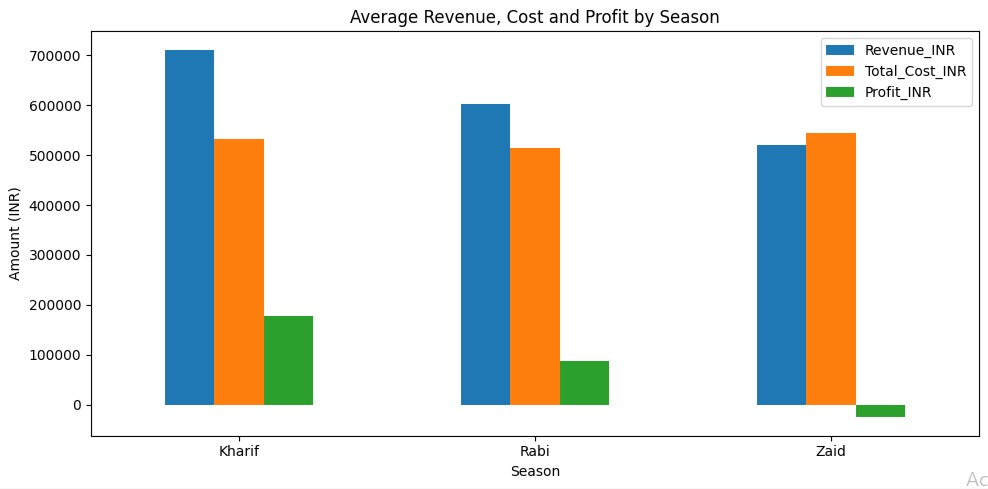 Average Revenue, Cost and Profit by Season
Revenue_INR
Total_Cost_INR
Profit_INR
700000
600000
500000
400000
300000
200000
100000
0
Amount (INR)
Kharif
Rabi
Zaid
Season
Ac